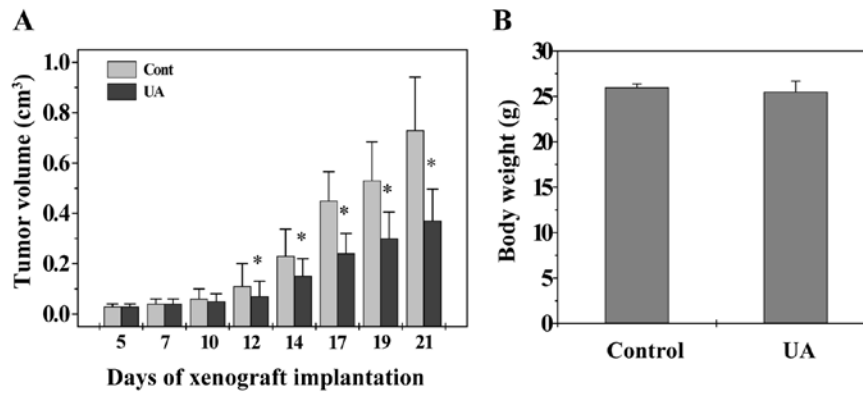 A
Tumor volume (cm³)
1.0
0.8
0.6
0.4
0.2
0.0
Cont
UA
*
*
*
*
*
5 7 10 12 14 17 19 21
Days of xenograft implantation
B
Body weight (g)
30
25
20
15
10
5
0
Control UA